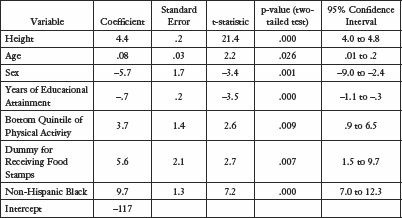 Variable Coefficient Standard Error t-statistic p-value (two-tailed test) 95% Confidence Interval
Height 4.4 .2 21.4 .000 4.0 to 4.8
Age .08 .03 2.2 .026 .01 to .2
Sex –5.7 1.7 –3.4 .001 –9.0 to –2.4
Years of Educational Attainment –.7 .2 –3.5 .000 –1.1 to –.3
Bottom Quintile of Physical Activity 3.7 1.4 2.6 .009 .9 to 6.5
Dummy for Receiving Food Stamps 5.6 2.1 2.7 .007 1.5 to 9.7
Non-Hispanic Black 9.7 1.3 7.2 .000 7.0 to 12.3
Intercept –117